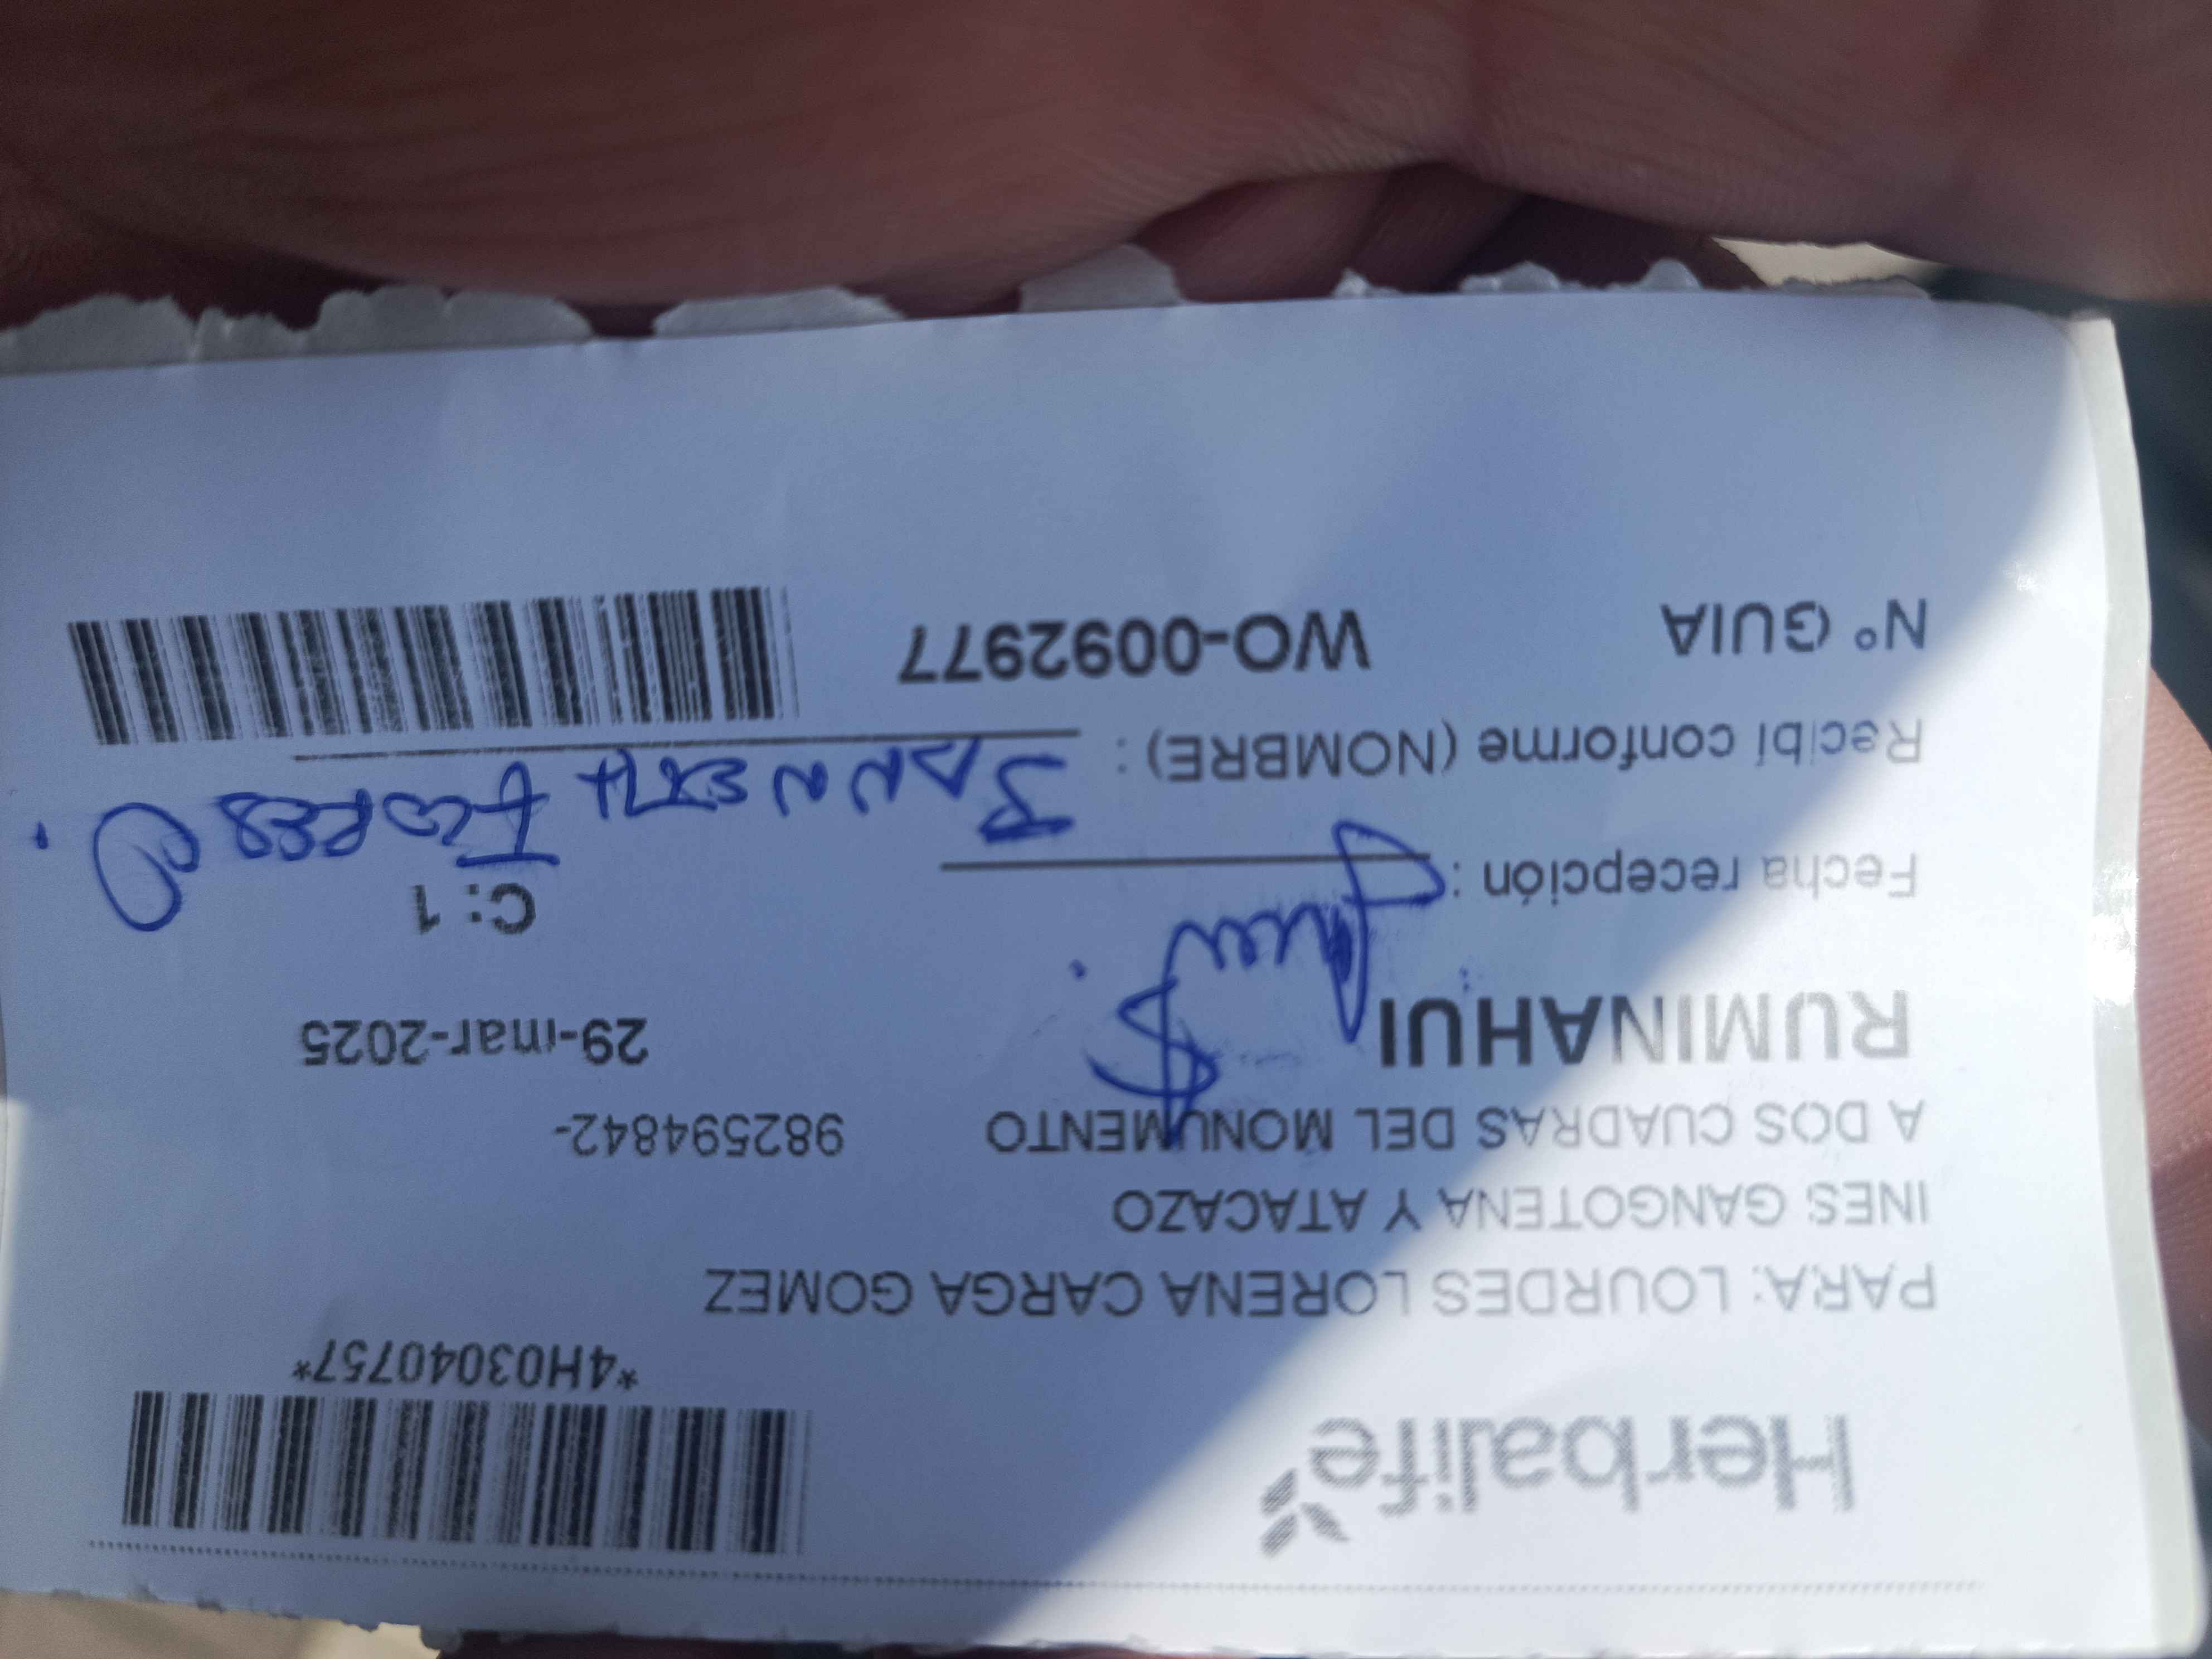 Herbalife
*4H03040757*
PARA: LOURDES LORENA CARGA GOMEZ
INES GANGOTENA Y ATACAZO
A DOS CUADRAS DEL MONUMENTO 982594842-
RUMINAHUI 29-mar-2025
C: 1
Fecha recepción :
Recibí conforme (NOMBRE) :
Nº GUIA WO-0092977